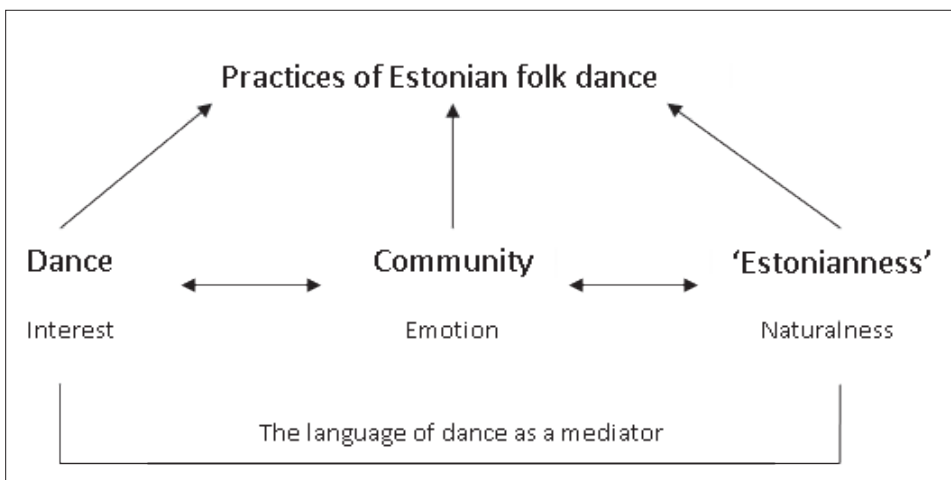 Practices of Estonian folk dance
Dance Community ‘Estonianness’
Interest Emotion Naturalness
The language of dance as a mediator